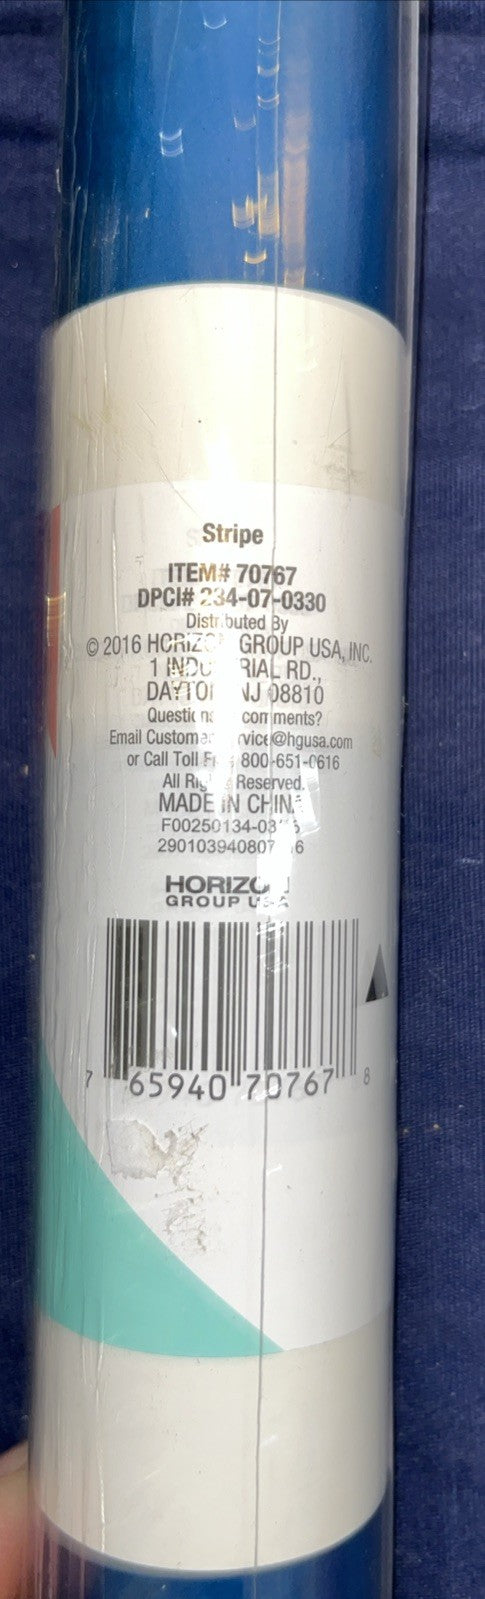 Stripe
ITEM# 70767
DPCI# 234-07-0330
Distributed By
© 2016 HORIZON GROUP USA, INC.
1 INDUSTRIAL RD.,
DAYTON NJ 08810
Questions comments?
Email CustomerService@hgusa.com
or Call Toll Free 800-651-0616
All Rights Reserved.
MADE IN CHINA
HORIZON
GROUP USA
7 65940 70767 8